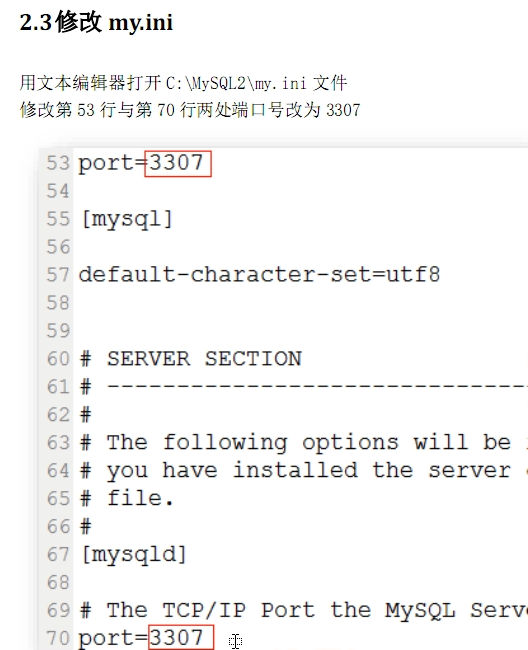 2.3修改 my.ini
用文本编辑器打开 C:\MySQL2\my.ini 文件
修改第 53 行与第 70 行两处端口号改为 3307
53 port=3307
54
55 [mysql]
56
57 default-character-set=utf8
58
59
60 # SERVER SECTION
61 # ------------------------------
62 #
63 # The following options will be
64 # you have installed the server
65 # file.
66 #
67 [mysqld]
68
69 # The TCP/IP Port the MySQL Serv
70 port=3307